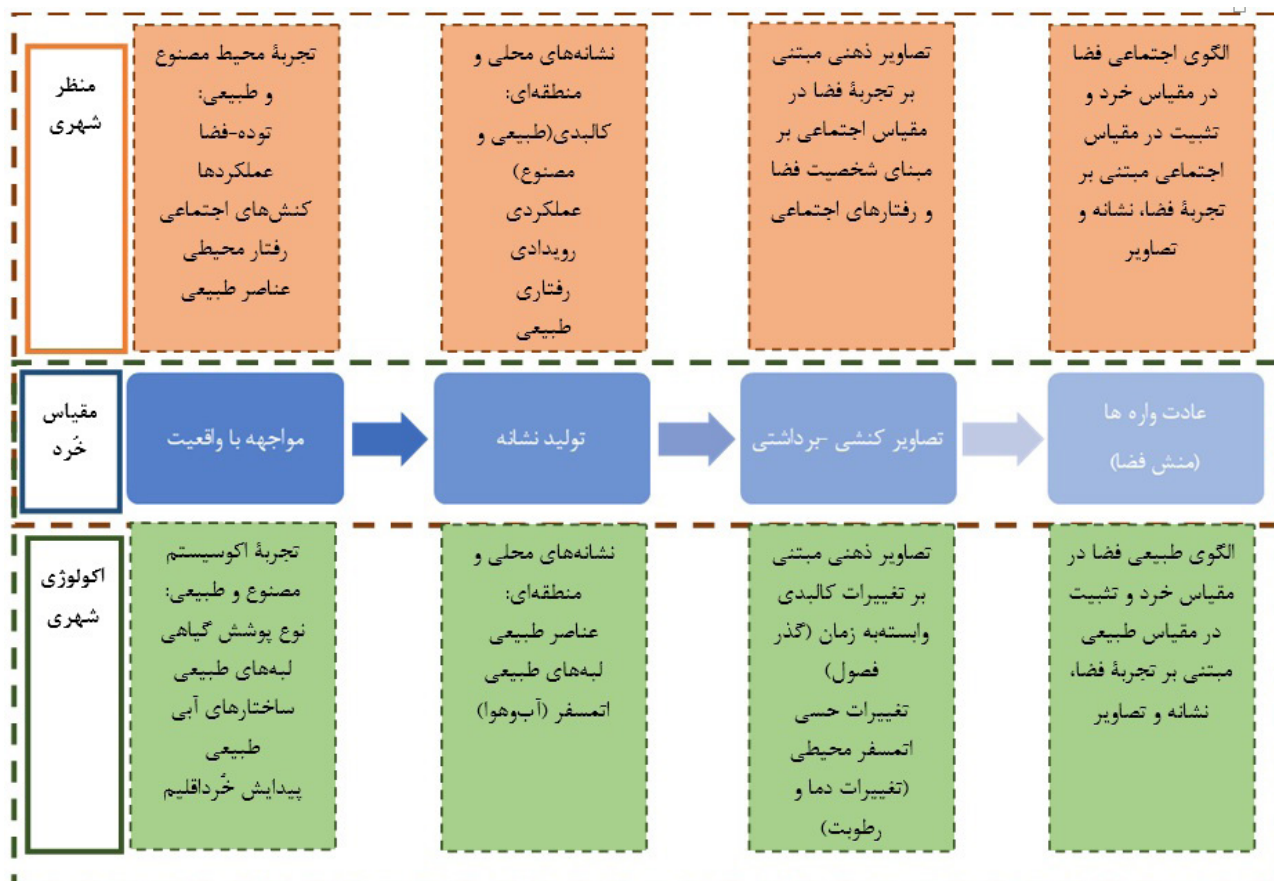 منظر
شهری
تجربۀ محیط مصنوع
و طبیعی:
توده-فضا
عملکردها
کنش‌های اجتماعی
رفتار محیطی
عناصر طبیعی
نشانه‌های محلی و
منطقه‌ای:
کالبدی(طبیعی و
مصنوع)
عملکردی
رویدادی
رفتاری
طبیعی
تصاویر ذهنی مبتنی
بر تجربۀ فضا در
مقیاس اجتماعی بر
مبنای شخصیت فضا
و رفتارهای اجتماعی
الگوی اجتماعی فضا
در مقیاس خرد و
تثبیت در مقیاس
اجتماعی مبتنی بر
تجربۀ فضا، نشانه و
تصاویر
مقیاس
خُرد
مواجهه با واقعیت
تولید نشانه
تصاویر کنشی -برداشتی
عادت واره ها
(منش فضا)
اکولوژی
شهری
تجربۀ اکوسیستم
مصنوع و طبیعی:
نوع پوشش گیاهی
لبه‌های طبیعی
ساختارهای آبی
طبیعی
پیدایش خُرداقلیم
نشانه‌های محلی و
منطقه‌ای:
عناصر طبیعی
لبه‌های طبیعی
اتمسفر (آب‌وهوا)
تصاویر ذهنی مبتنی
بر تغییرات کالبدی
وابسته‌به زمان (گذر
فصول)
تغییرات حسی
اتمسفر محیطی
(تغییرات دما و
رطوبت)
الگوی طبیعی فضا در
مقیاس خرد و تثبیت
در مقیاس طبیعی
مبتنی بر تجربۀ فضا،
نشانه و تصاویر